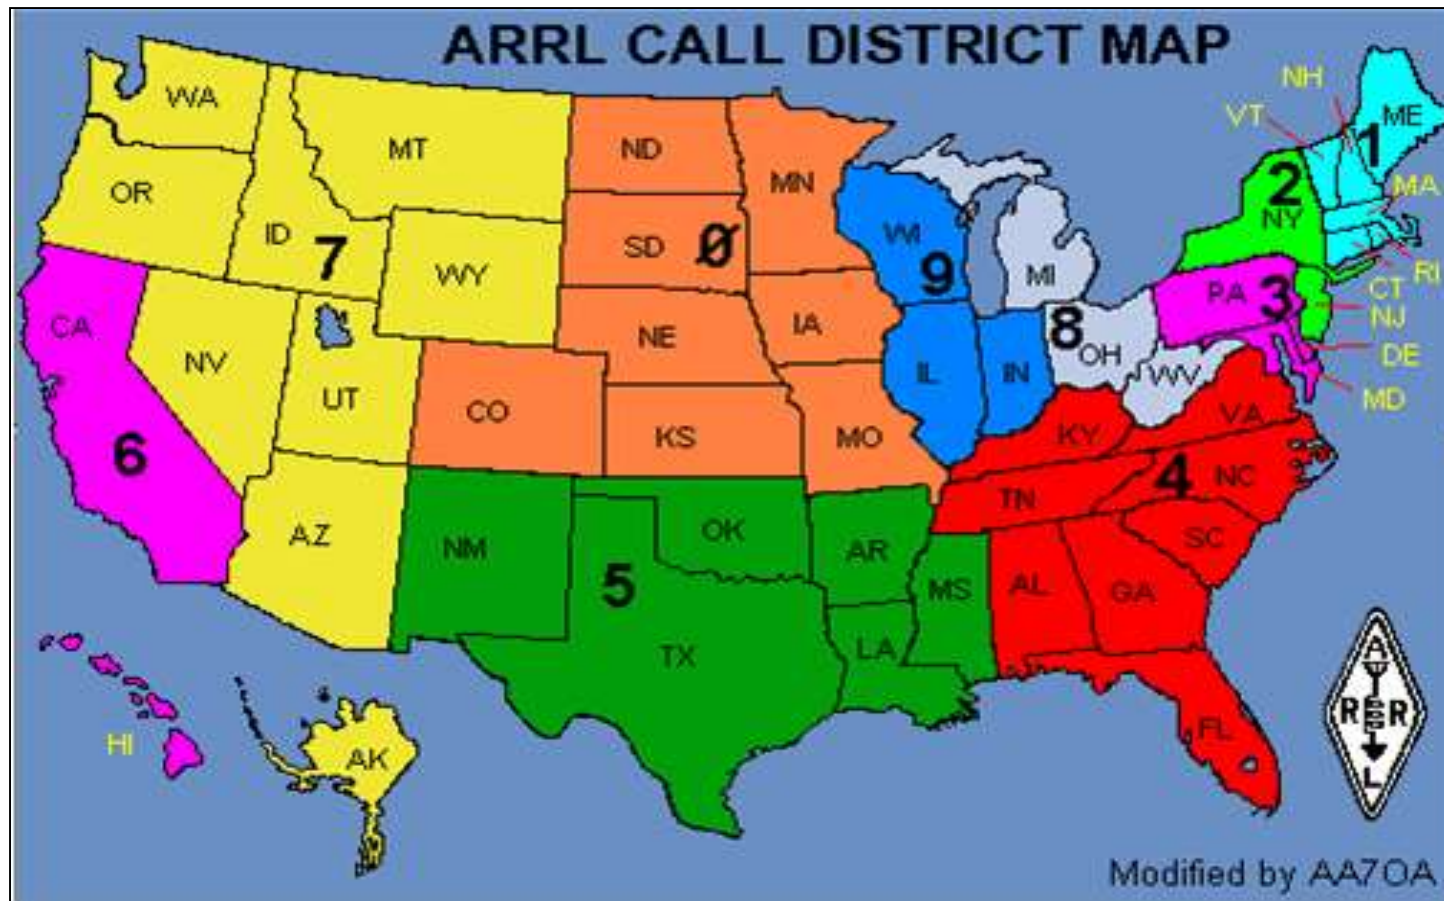 ARRL CALL DISTRICT MAP
NH
VT
ME
1
WA
MT
ND
MN
2
MA
OR
ID
7
SD
Ø
WI
9
MI
NY
RI
CT
WY
PA
3
NJ
CA
IA
NE
8
OH
DE
NV
UT
CO
KS
MO
IL
IN
WV
MD
VA
KY
6
4
NC
TN
AZ
NM
OK
AR
SC
5
MS
AL
GA
TX
LA
A
R R
L
FL
HI
AK
Modified by AA7OA